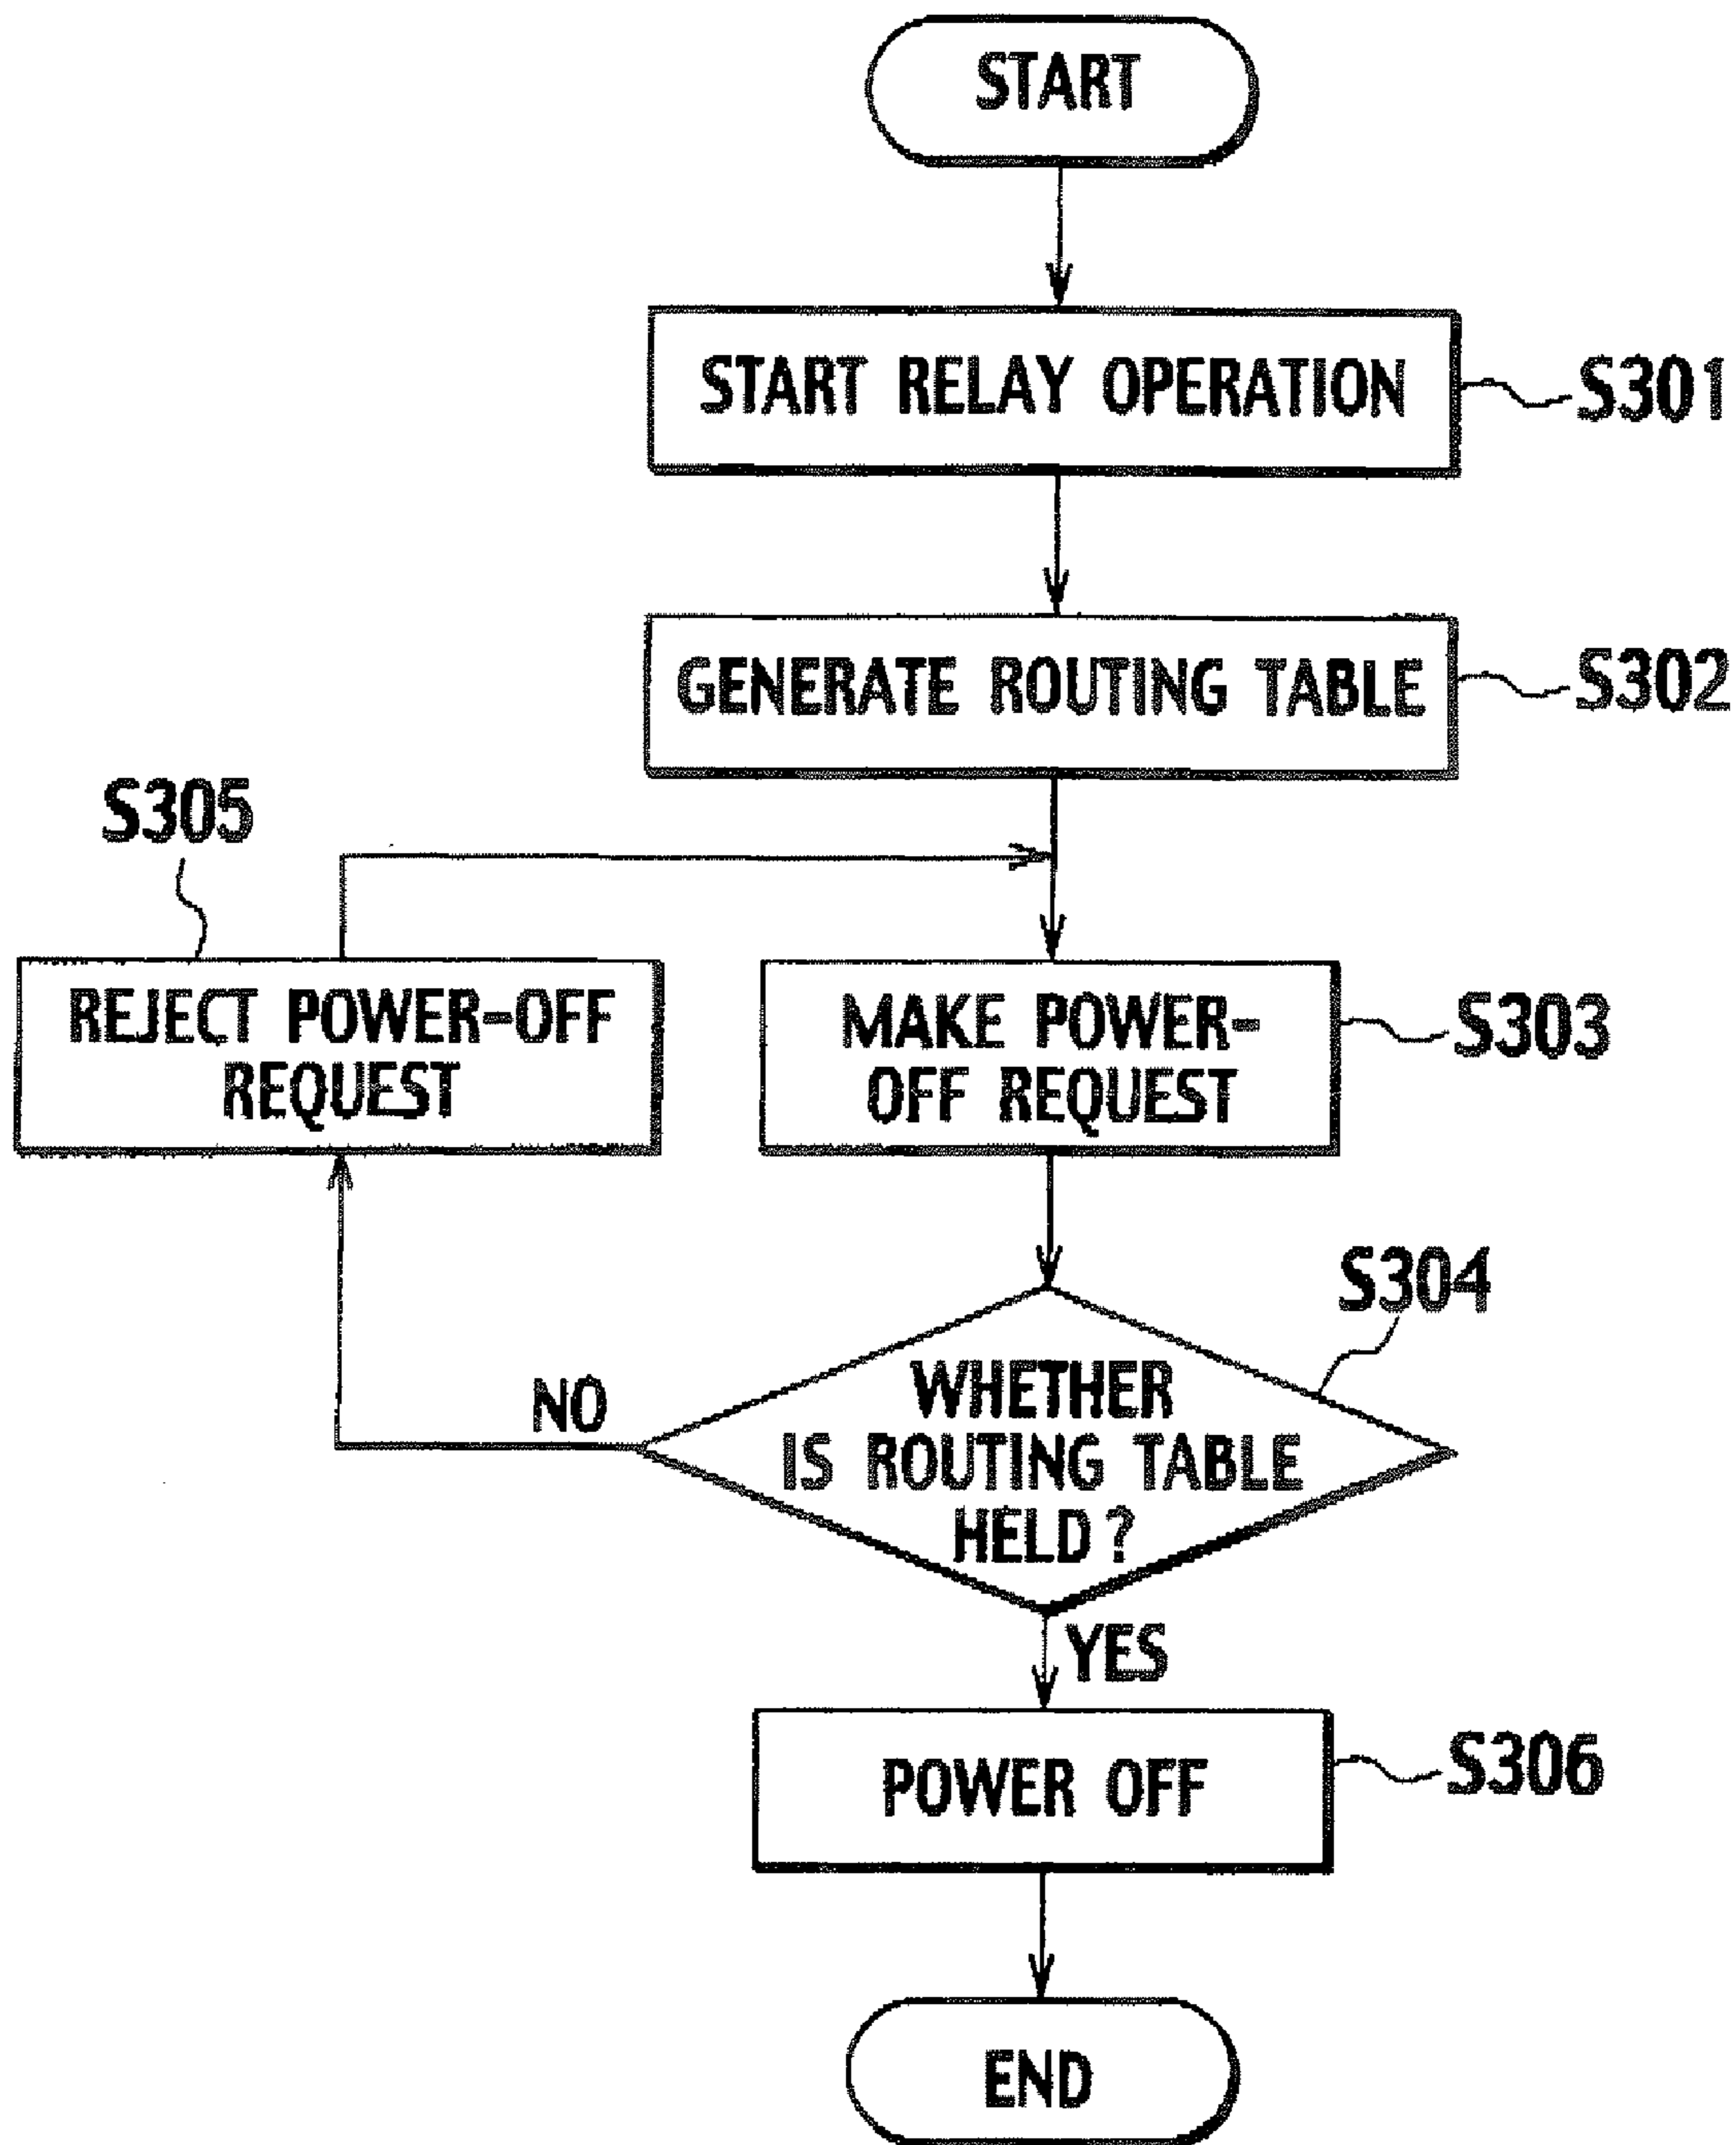 START
START RELAY OPERATION
S301
GENERATE ROUTING TABLE
S302
S305
REJECT POWER-OFF
REQUEST
MAKE POWER-
OFF REQUEST
S303
S304
WHETHER
IS ROUTING TABLE
HELD?
NO
YES
POWER OFF
S306
END